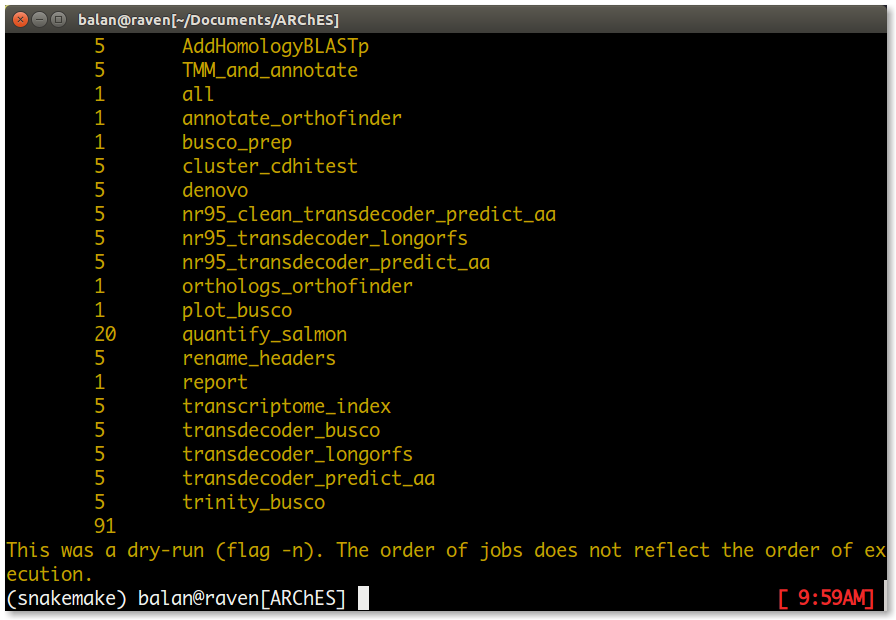 balan@raven[~/Documents/ARChES]
5 AddHomologyBLASTp
5 TMM_and_annotate
1 all
1 annotate_orthofinder
1 busco_prep
5 cluster_cdhitest
5 denovo
5 nr95_clean_transdecoder_predict_aa
5 nr95_transdecoder_longorfs
5 nr95_transdecoder_predict_aa
1 orthologs_orthofinder
1 plot_busco
20 quantify_salmon
5 rename_headers
1 report
5 transcriptome_index
5 transdecoder_busco
5 transdecoder_longorfs
5 transdecoder_predict_aa
5 trinity_busco
91
This was a dry-run (flag -n). The order of jobs does not reflect the order of ex
ecution.
(snakemake) balan@raven[ARChES] [ 9:59AM]